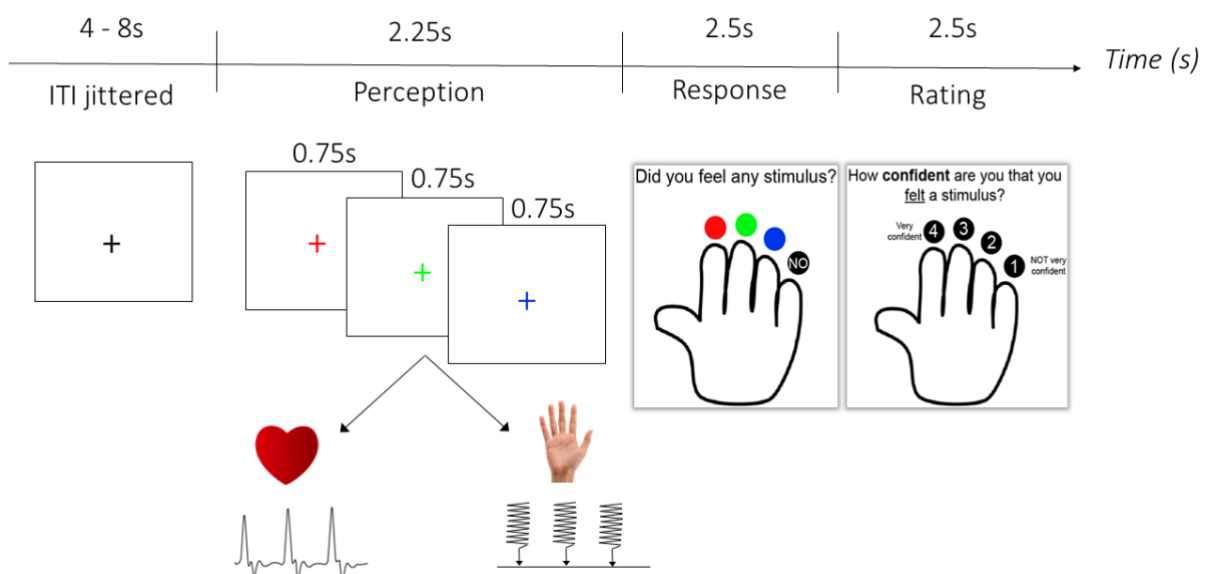 4 - 8s
2.25s
2.5s
2.5s
Time (s)
ITI jittered
Perception
Response
Rating
0.75s
0.75s
0.75s
Did you feel any stimulus?
NO
How confident are you that you
felt a stimulus?
Very
confident
4
3
2
1
NOT very
confident